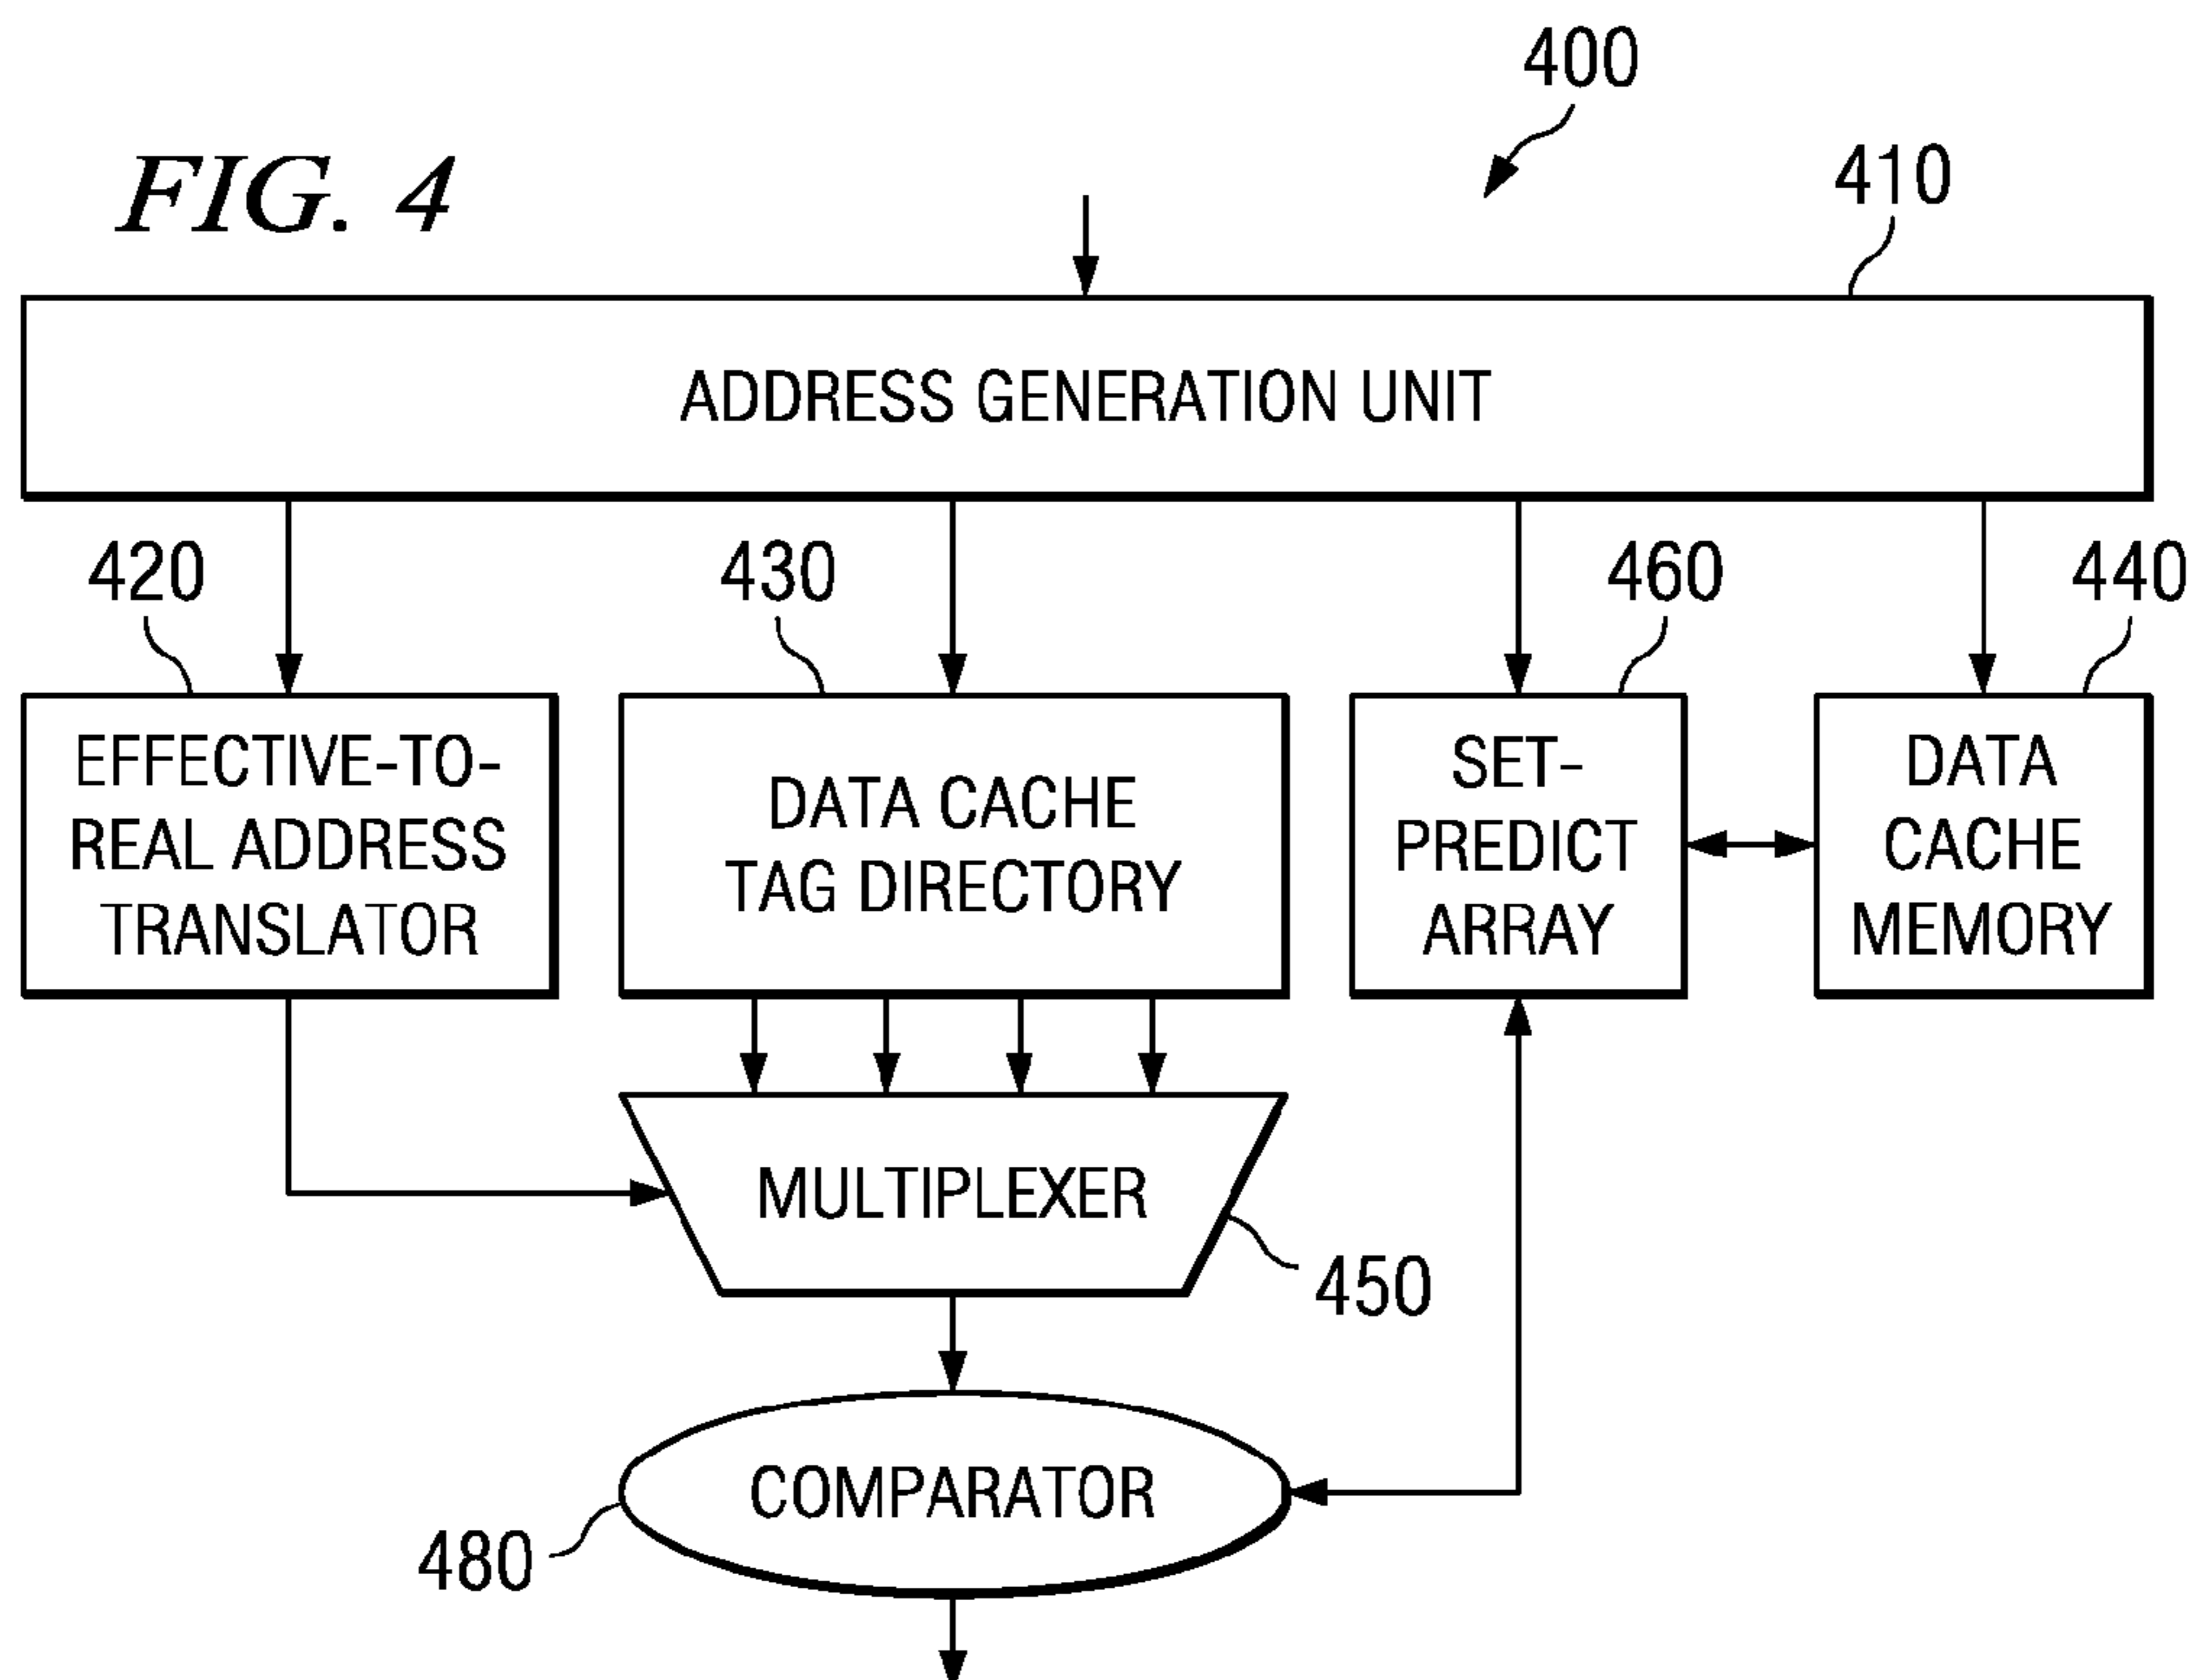 400
FIG. 4
410
ADDRESS GENERATION UNIT
420
430
460
440
EFFECTIVE-TO-
REAL ADDRESS
TRANSLATOR
DATA CACHE
TAG DIRECTORY
SET-
PREDICT
ARRAY
DATA
CACHE
MEMORY
MULTIPLEXER
450
COMPARATOR
480